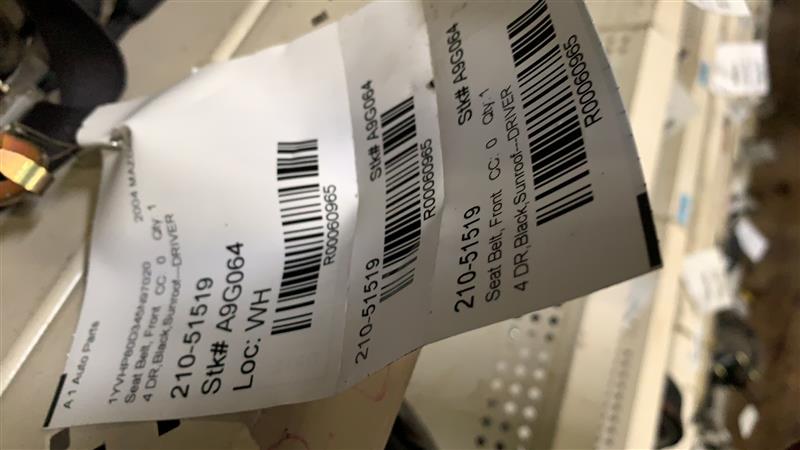 A 1 Auto Parts
2004 MAZDA
Seat Belt, Front CC: 0 Qty 1
4 DR,Black,Sunroof---DRIVER
210-51519
Stk# A9G064
Loc: WH
R00060965
210-51519
Stk# A9G064
R00060965
Stk# A9G064
210-51519
Seat Belt, Front CC: 0 Qty 1
4 DR,Black,Sunroof---DRIVER
R00060965